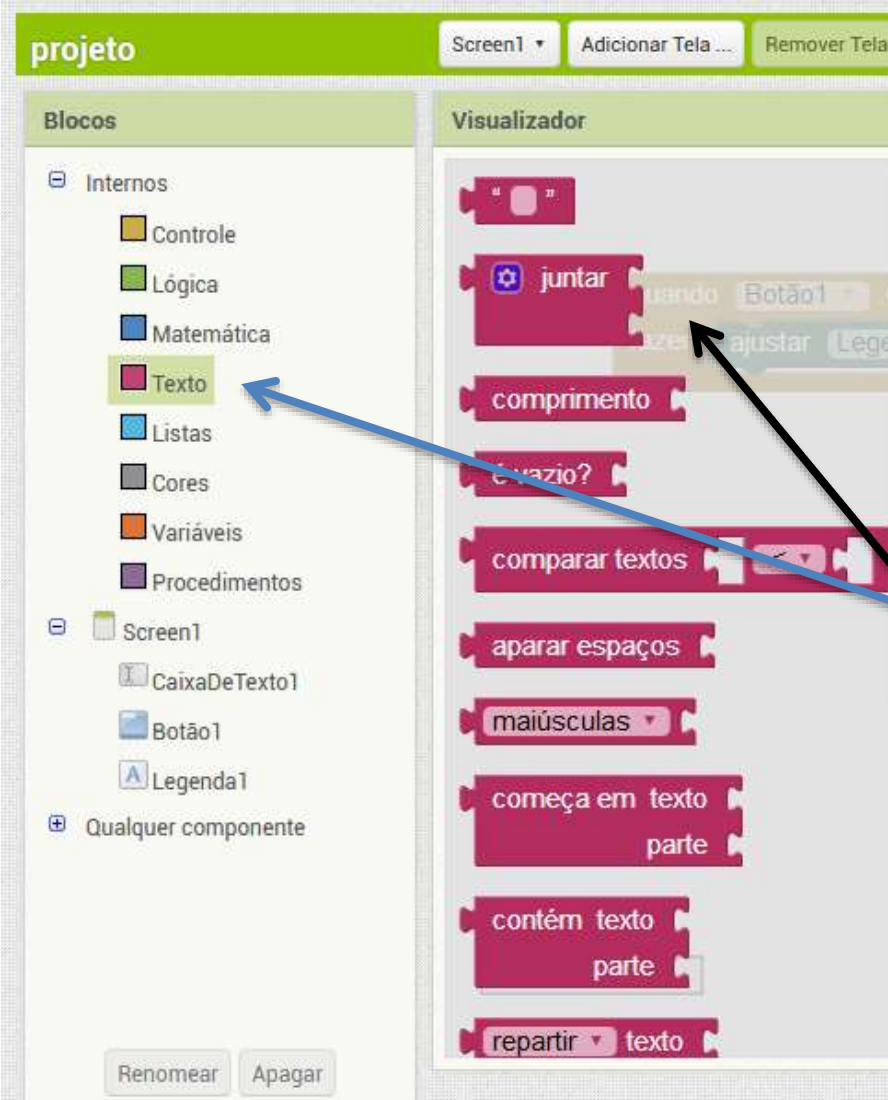 projeto
Screen1
Adicionar Tela ...
Remover Tela
Blocos
Internos
Controle
Lógica
Matemática
Texto
Listas
Cores
Variáveis
Procedimentos
Screen1
CaixaDeTexto1
Botão1
Legenda1
Qualquer componente
Renomear
Apagar
Visualizador
“ ”
juntar
Botão1
ajustar
comprimento
é vazio?
comparar textos <
aparar espaços
maiúsculas
começa em texto
parte
contém texto
parte
repartir texto